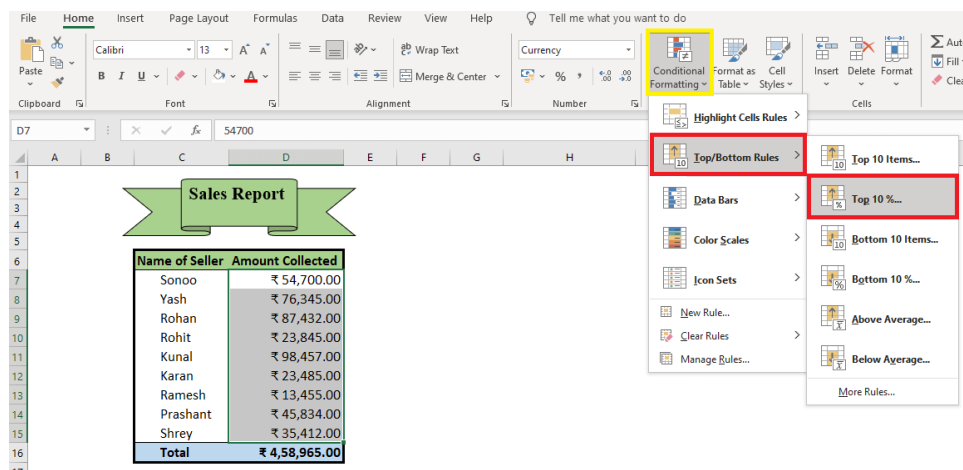 File Home Insert Page Layout Formulas Data Review View Help Tell me what you want to do
Paste
Clipboard
Calibri 13 A A
B I U A
Font
ab Wrap Text
Merge & Center
Alignment
Currency
% , .00 .00
Number
Conditional Formatting
Format as Table
Cell Styles
Insert Delete Format
Cells
Fill
D7 fx 54700
A B C D E F G H
1
2
3
4
5
Sales Report
6 Name of Seller Amount Collected
7 Sonoo ₹ 54,700.00
8 Yash ₹ 76,345.00
9 Rohan ₹ 87,432.00
10 Rohit ₹ 23,845.00
11 Kunal ₹ 98,457.00
12 Karan ₹ 23,485.00
13 Ramesh ₹ 13,455.00
14 Prashant ₹ 45,834.00
15 Shrey ₹ 35,412.00
16 Total ₹ 4,58,965.00
Highlight Cells Rules
Top/Bottom Rules
Data Bars
Color Scales
Icon Sets
New Rule...
Clear Rules
Manage Rules...
Top 10 Items...
Top 10 %...
Bottom 10 Items...
Bottom 10 %...
Above Average...
Below Average...
More Rules...